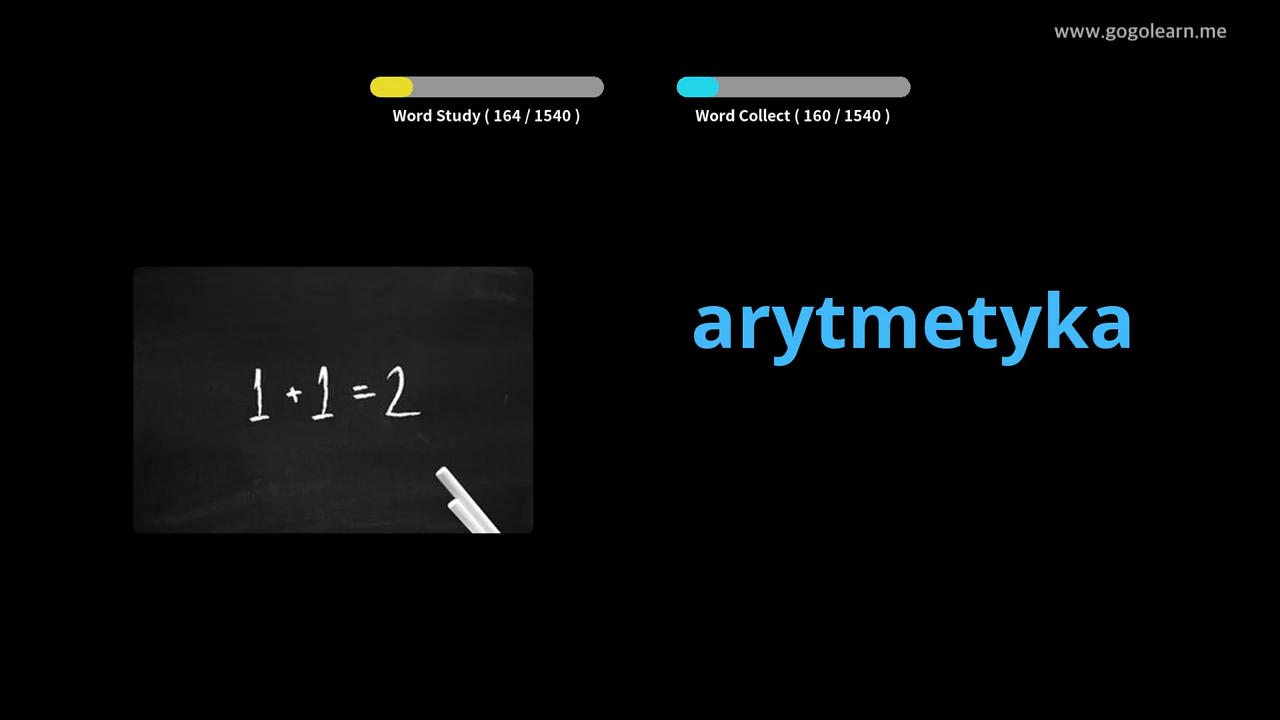 www.gogolearn.me
Word Study ( 164 / 1540 )
Word Collect ( 160 / 1540 )
arytmetyka
1 + 1 = 2